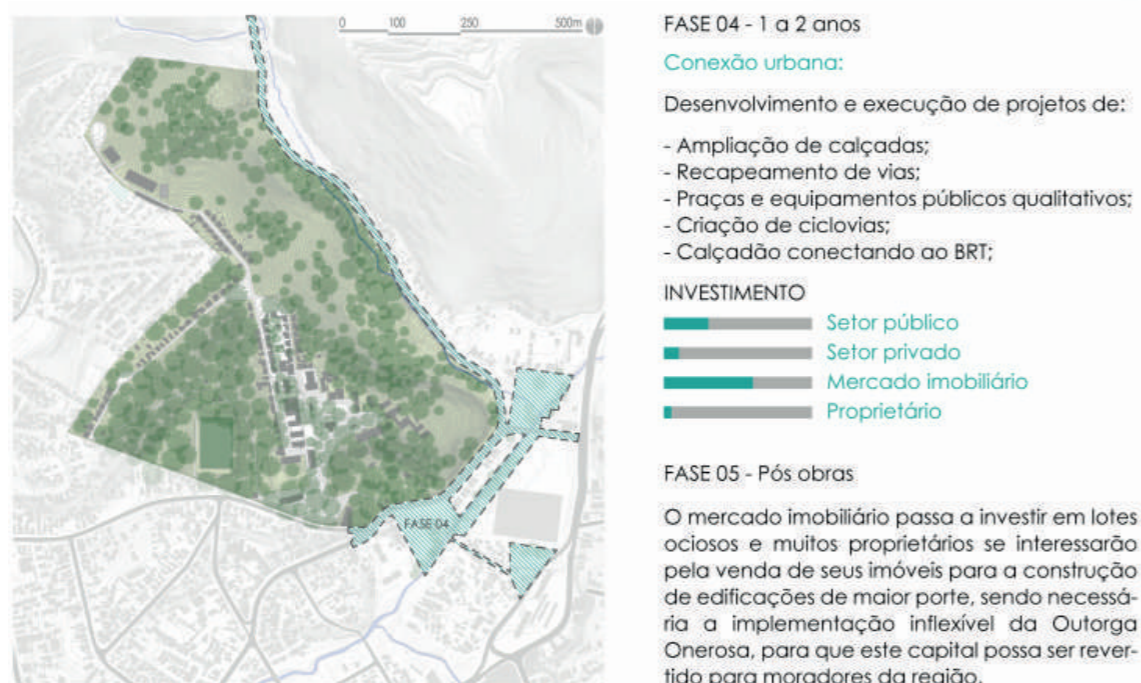 0 100 250 500m
FASE 04
FASE 04 - 1 a 2 anos
Conexão urbana:
Desenvolvimento e execução de projetos de:
- Ampliação de calçadas;
- Recapeamento de vias;
- Praças e equipamentos públicos qualitativos;
- Criação de ciclovias;
- Calçadão conectando ao BRT;
INVESTIMENTO
Setor público
Setor privado
Mercado imobiliário
Proprietário
FASE 05 - Pós obras
O mercado imobiliário passa a investir em lotes
ociosos e muitos proprietários se interessarão
pela venda de seus imóveis para a construção
de edificações de maior porte, sendo necessá-
ria a implementação inflexível da Outorga
Onerosa, para que este capital possa ser rever-
tido para moradores da região.